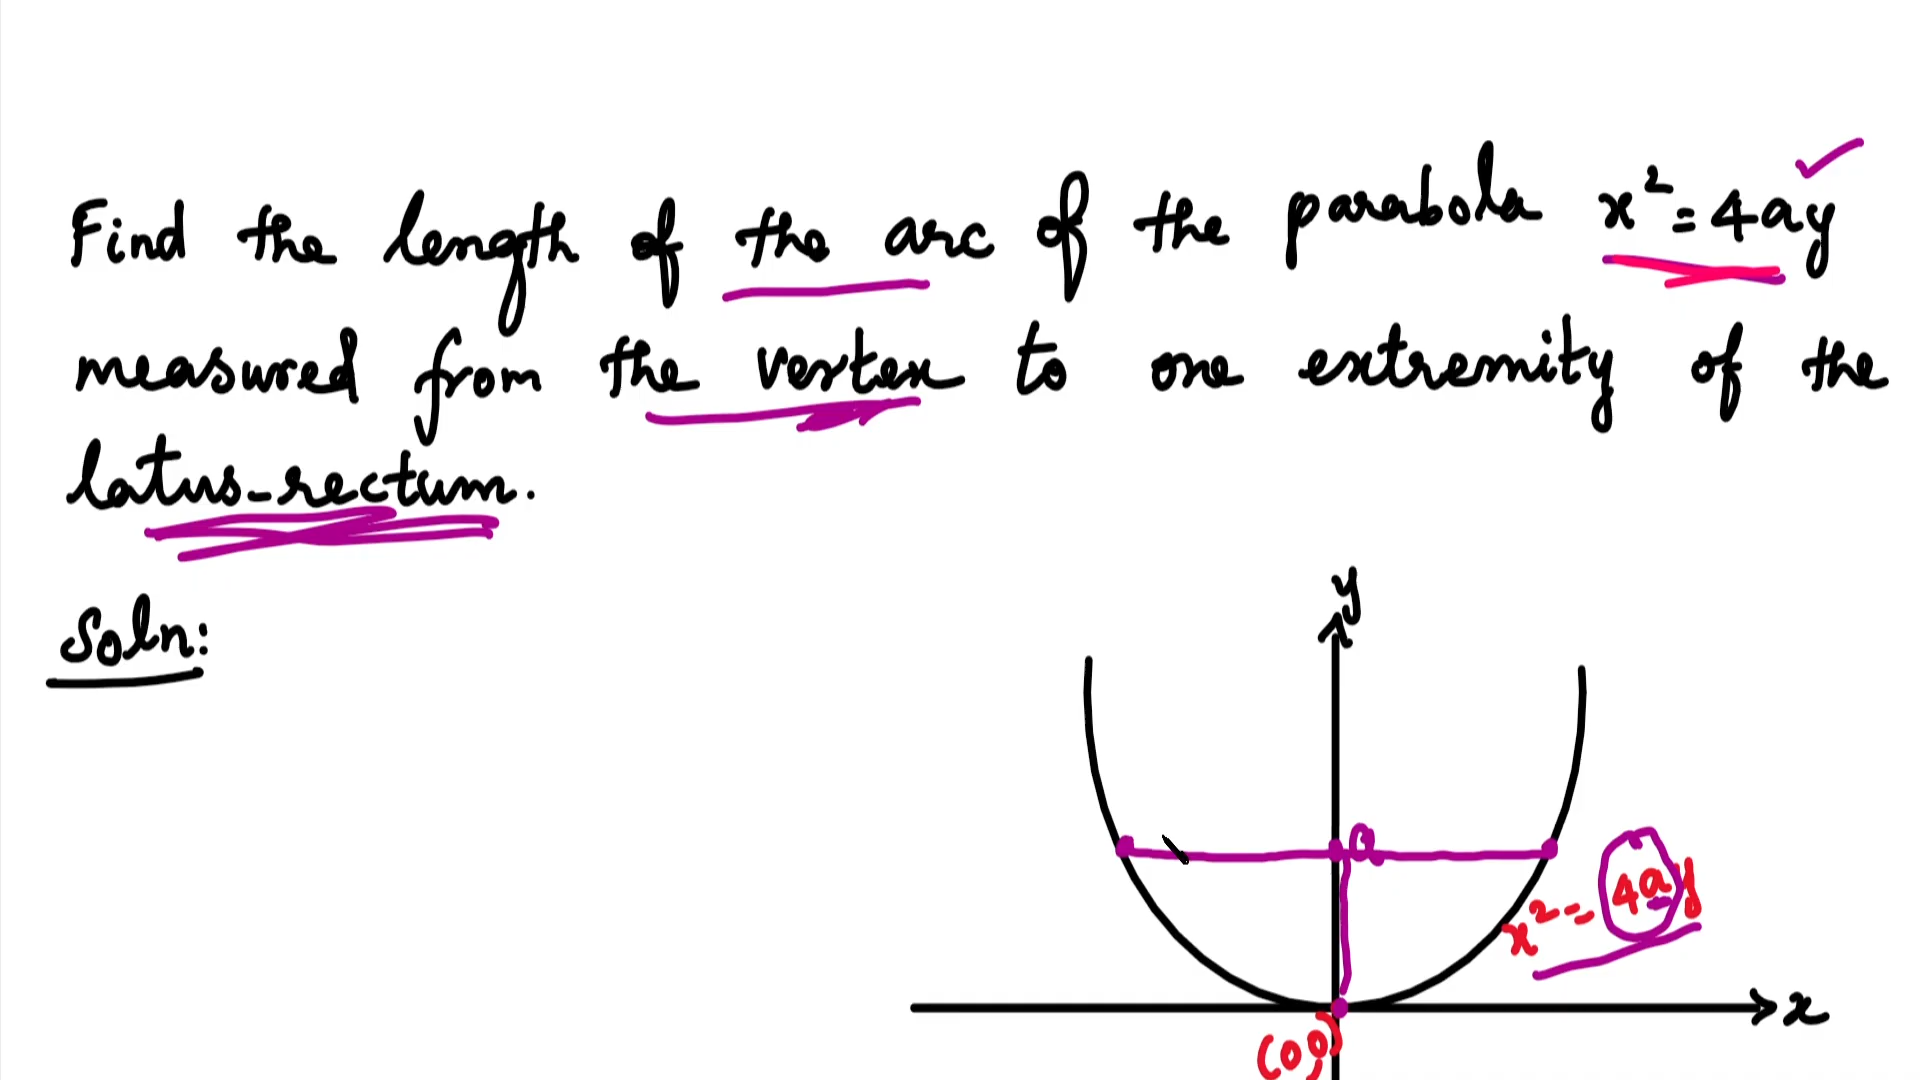 Find the length of the arc of the parabola x² = 4ay
measured from the vertex to one extremity of the
latus-rectum.
Soln:
y
a
x² = 4ay
x
(0,0)